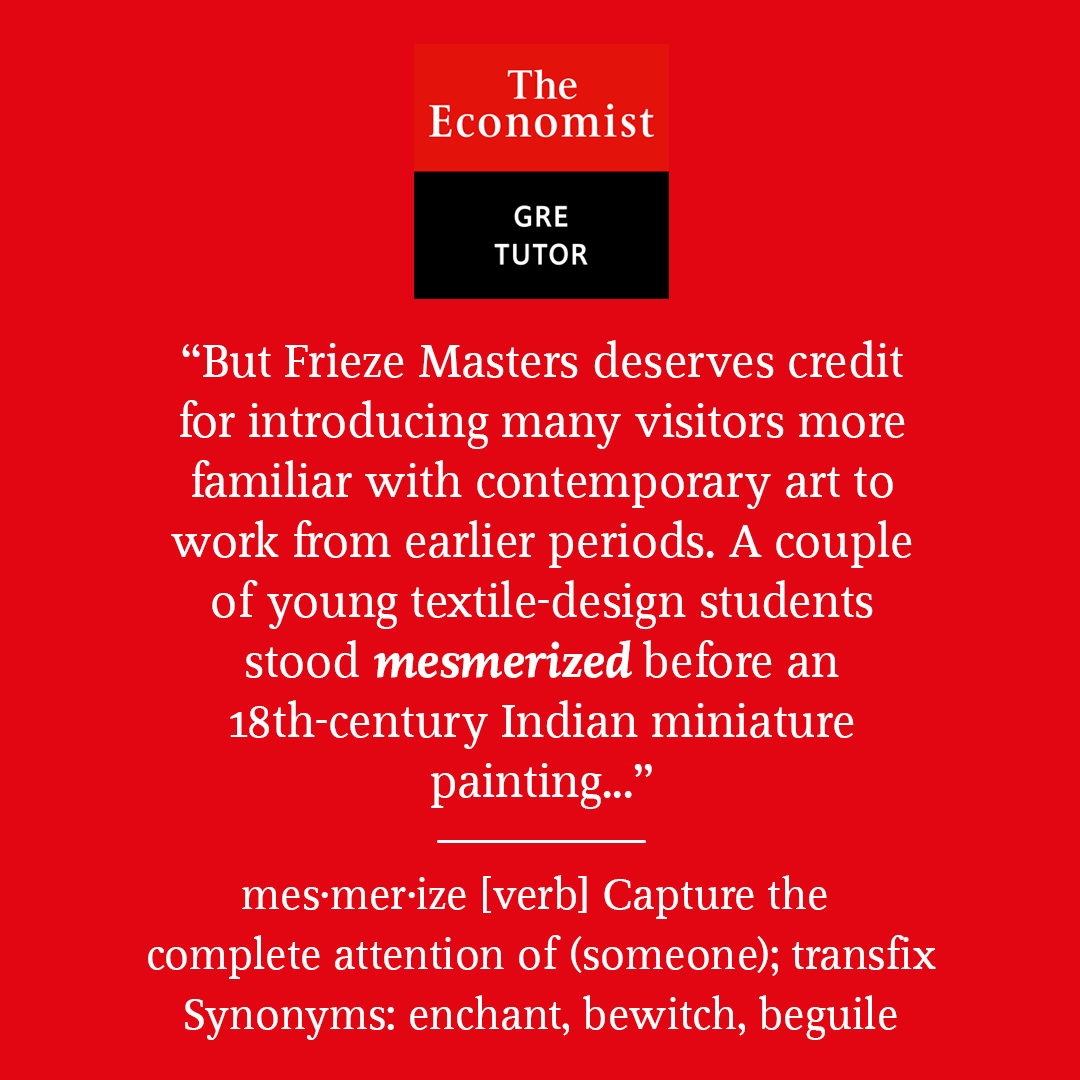 The
Economist
GRE
TUTOR
“But Frieze Masters deserves credit
for introducing many visitors more
familiar with contemporary art to
work from earlier periods. A couple
of young textile-design students
stood mesmerized before an
18th-century Indian miniature
painting...”
mes·mer·ize [verb] Capture the
complete attention of (someone); transfix
Synonyms: enchant, bewitch, beguile